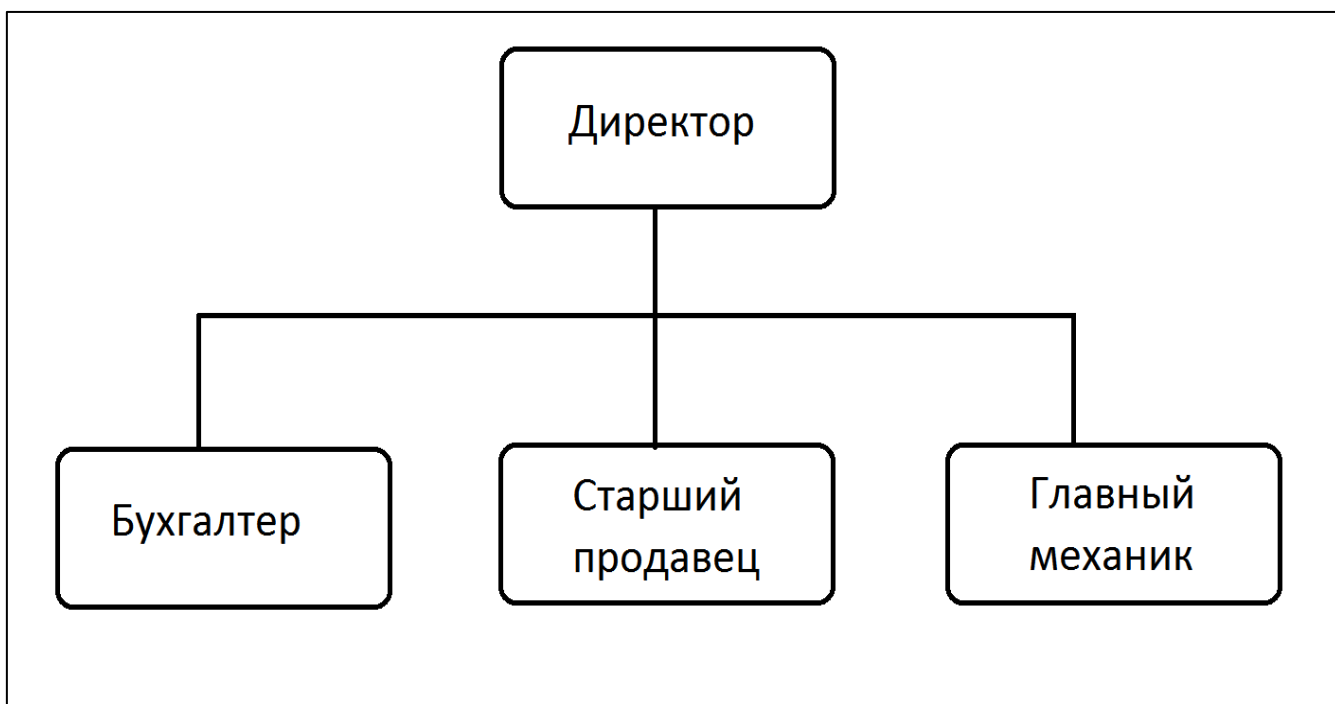 Директор
Бухгалтер
Старший
продавец
Главный
механик